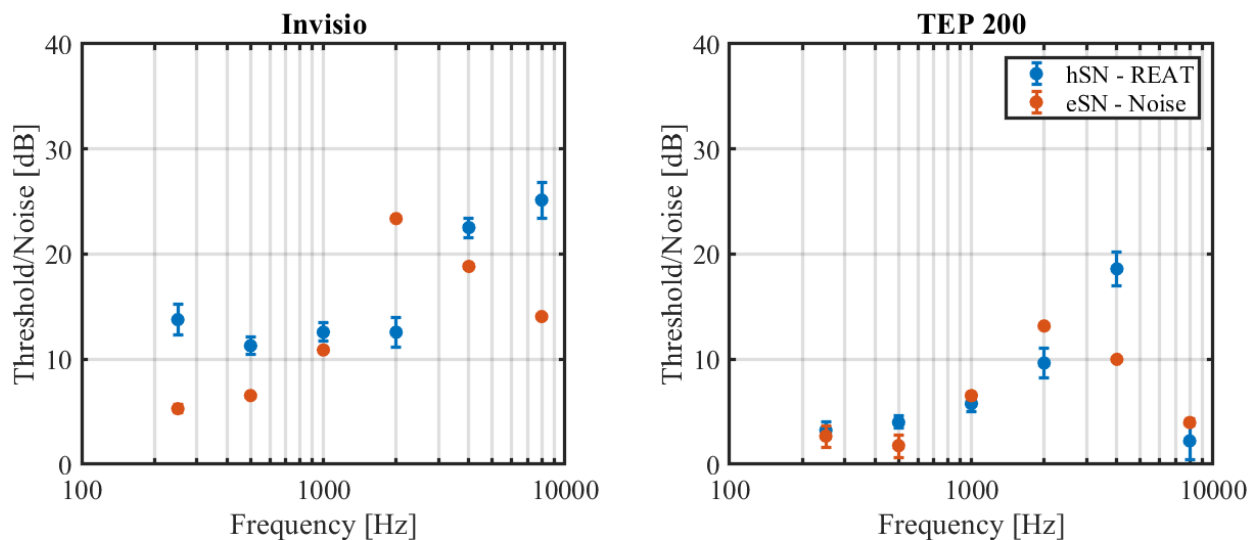 Invisio
40
30
20
10
0
100
1000
10000
Threshold/Noise [dB]
Frequency [Hz]
TEP 200
hSN - REAT
eSN - Noise
40
30
20
10
0
100
1000
10000
Threshold/Noise [dB]
Frequency [Hz]